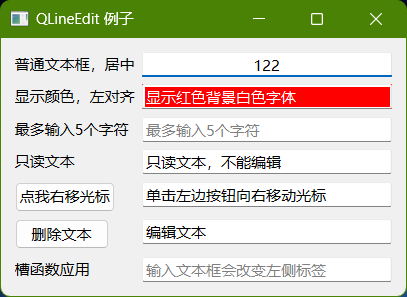 QLineEdit 例子
普通文本框，居中 122
显示颜色，左对齐 显示红色背景白色字体
最多输入5个字符 最多输入5个字符
只读文本 只读文本，不能编辑
点我右移光标 单击左边按钮向右移动光标
删除文本 编辑文本
槽函数应用 输入文本框会改变左侧标签